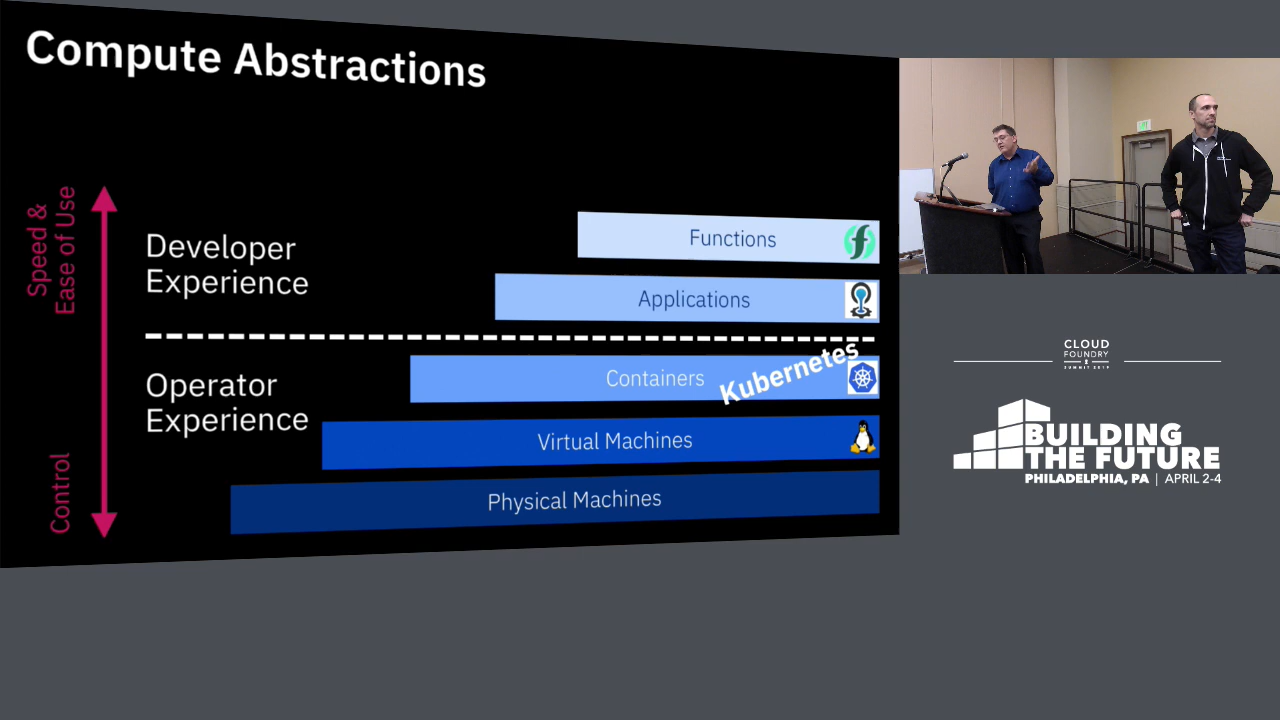 Compute Abstractions
Speed &
Ease of Use
Control
Developer
Experience
Operator
Experience
Functions
Applications
Containers
Kubernetes
Virtual Machines
Physical Machines
CLOUD
FOUNDRY
SUMMIT 2019
BUILDING
THE FUTURE
PHILADELPHIA, PA | APRIL 2-4